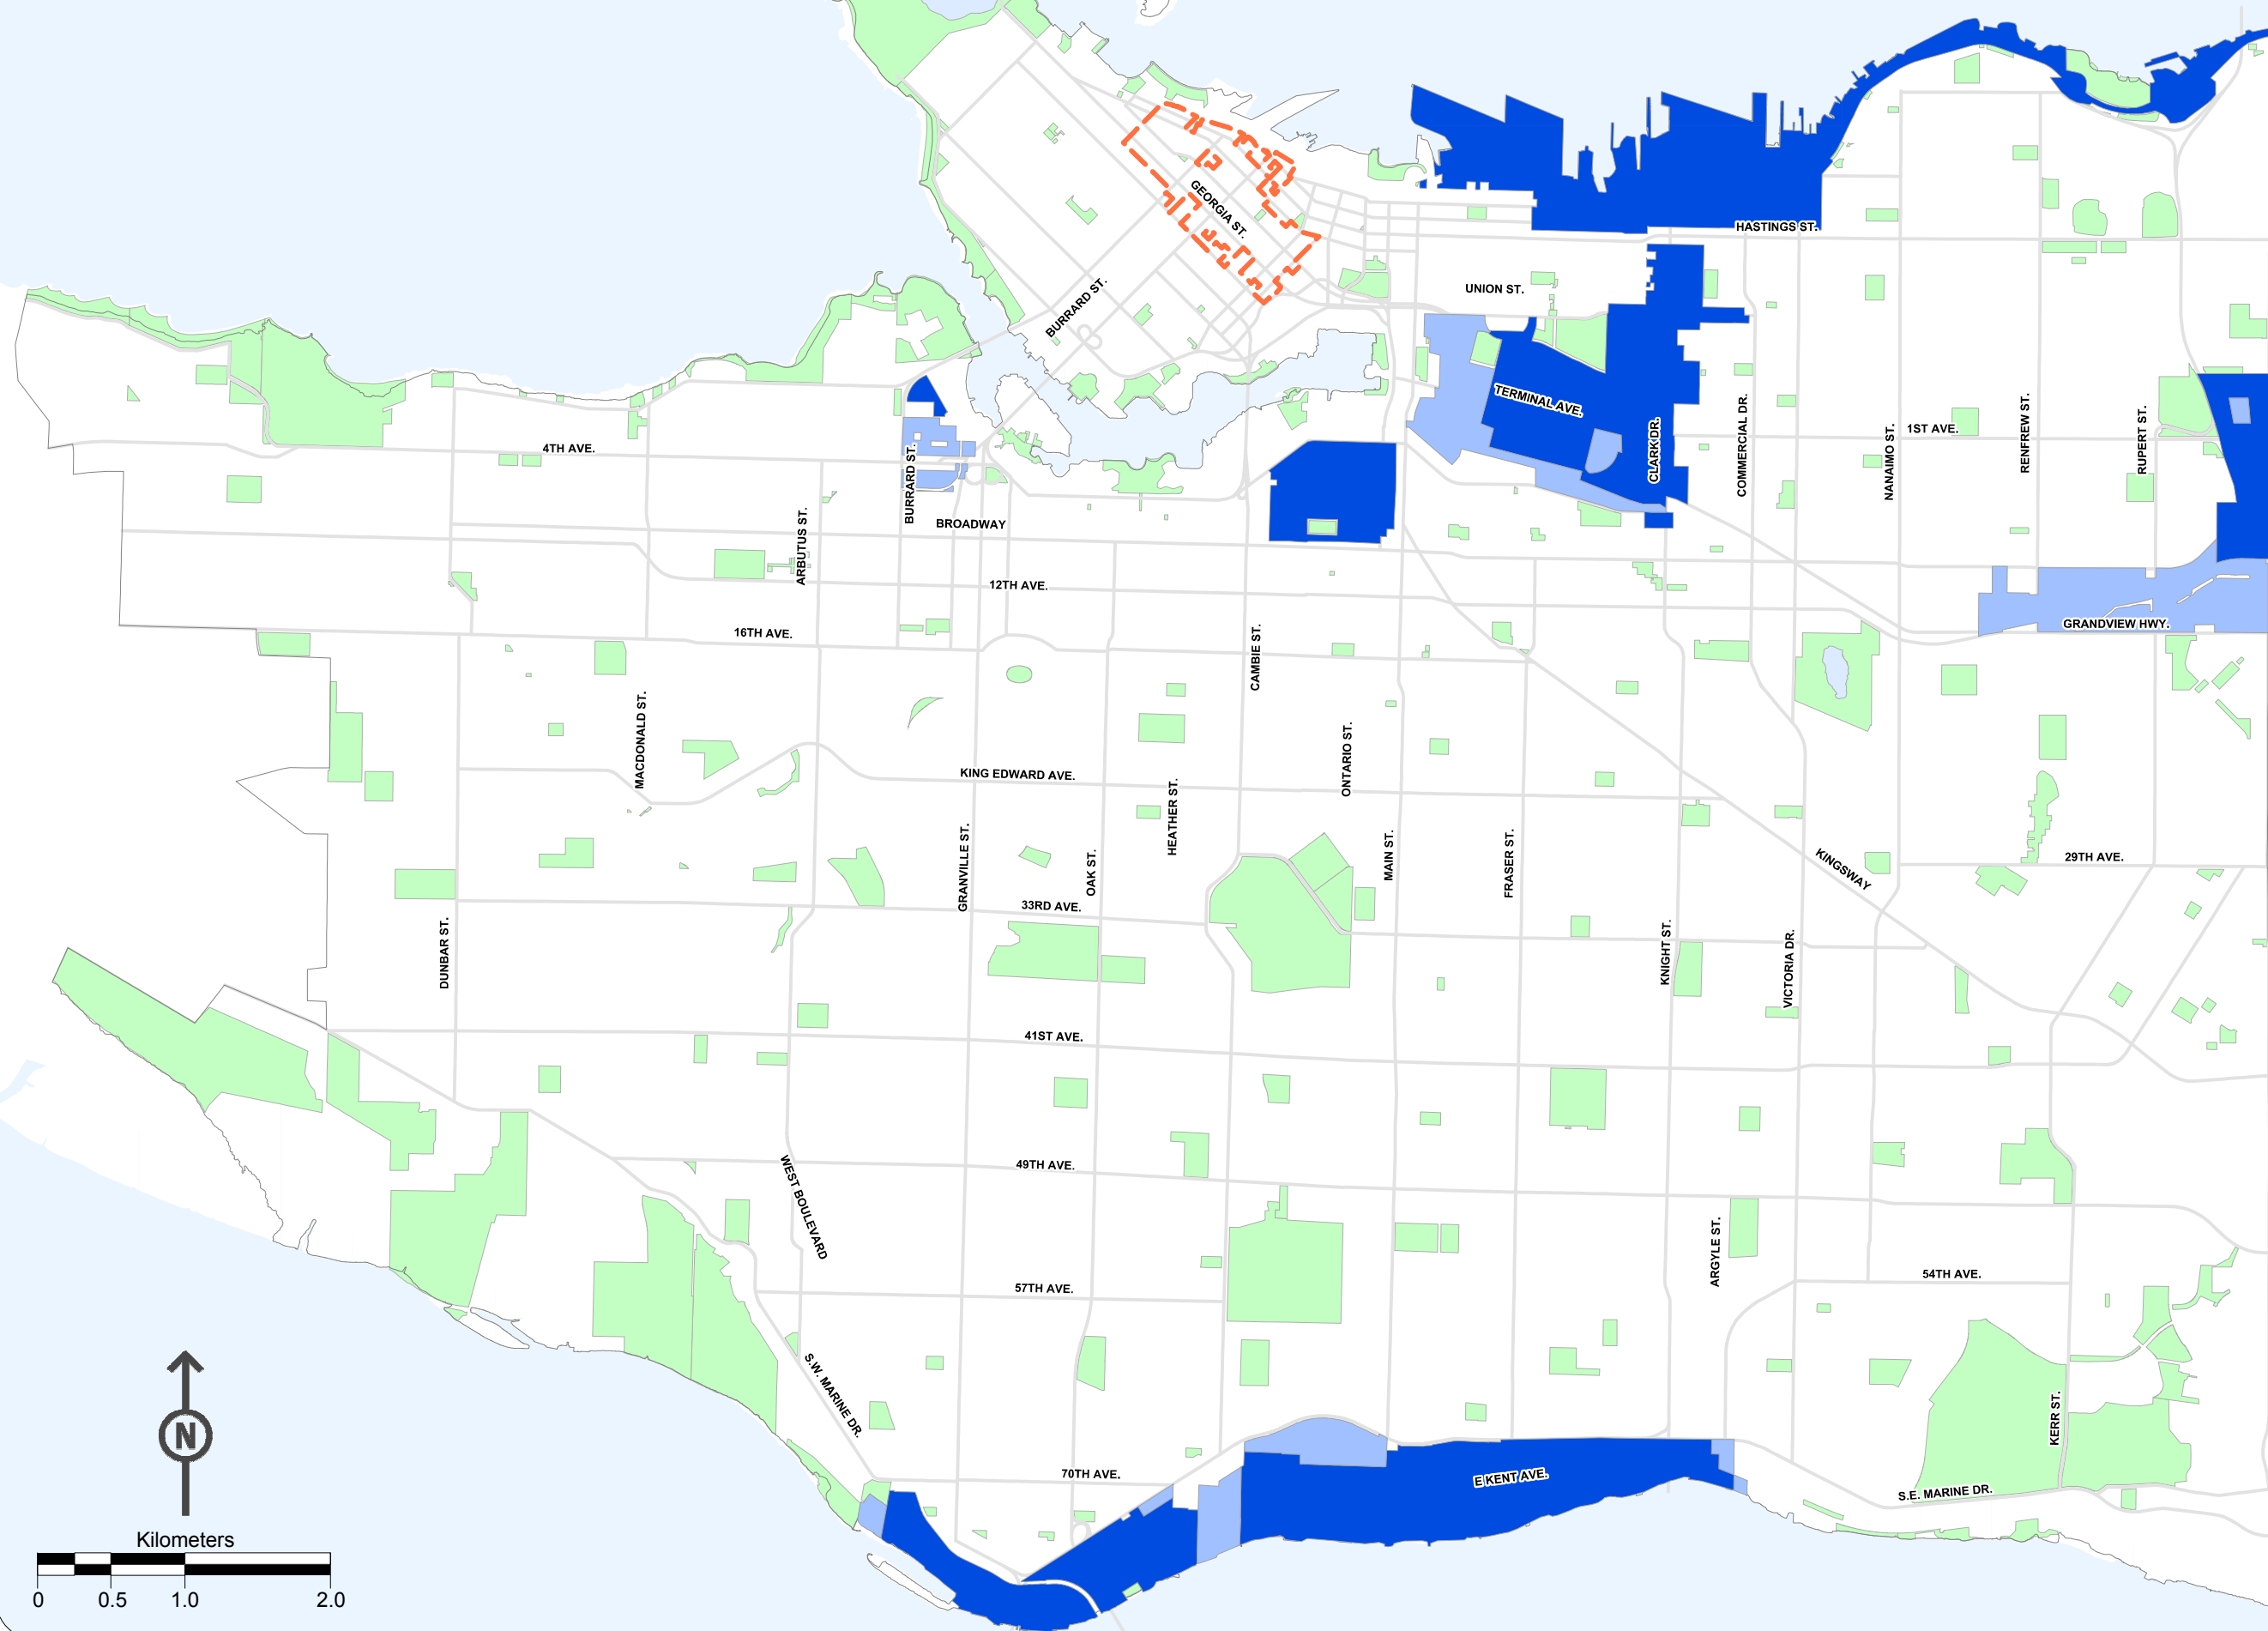 GEORGIA ST.
HASTINGS ST.
UNION ST.
BURRARD ST.
TERMINAL AVE.
CLARK DR.
COMMERCIAL DR.
NANAIMO ST.
1ST AVE.
RENFREW ST.
RUPERT ST.
4TH AVE.
BURRARD ST.
BROADWAY
ARBUTUS ST.
12TH AVE.
16TH AVE.
CAMBIE ST.
GRANDVIEW HWY.
MACDONALD ST.
KING EDWARD AVE.
HEATHER ST.
ONTARIO ST.
GRANVILLE ST.
OAK ST.
MAIN ST.
FRASER ST.
KINGSWAY
29TH AVE.
33RD AVE.
DUNBAR ST.
KNIGHT ST.
VICTORIA DR.
41ST AVE.
49TH AVE.
WEST BOULEVARD
ARGYLE ST.
54TH AVE.
57TH AVE.
S.W. MARINE DR.
KERR ST.
70TH AVE.
E KENT AVE.
S.E. MARINE DR.
N
Kilometers
0 0.5 1.0 2.0